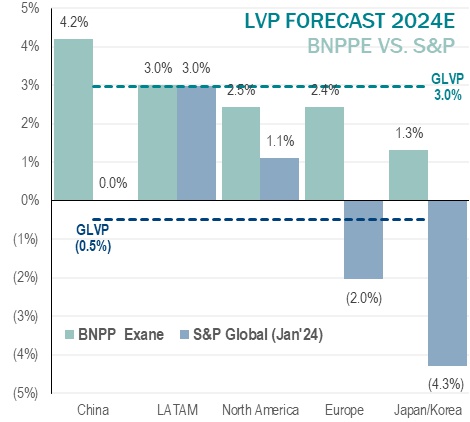 LVP FORECAST 2024E
BNPPE VS. S&P
5%
4%
3%
2%
1%
0%
(1%)
(2%)
(3%)
(4%)
(5%)
4.2%
0.0%
3.0%
3.0%
2.5%
1.1%
2.4%
(2.0%)
1.3%
(4.3%)
GLVP
3.0%
GLVP
(0.5%)
BNPP Exane
S&P Global (Jan'24)
China
LATAM
North America
Europe
Japan/Korea